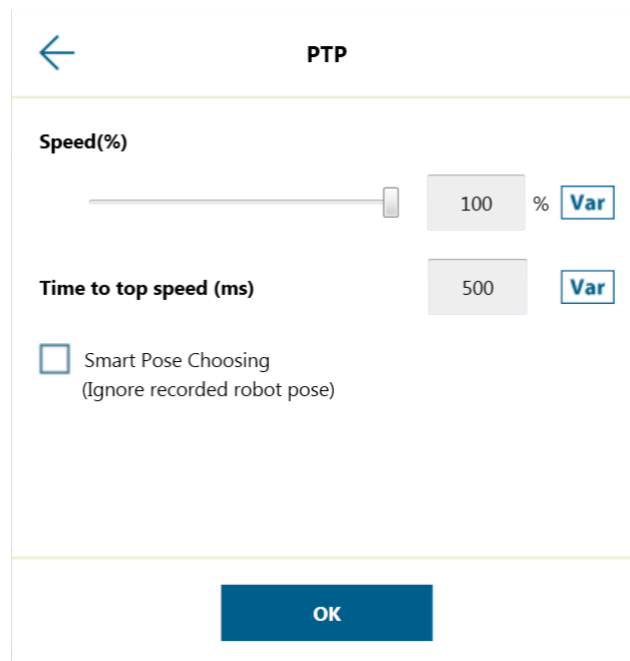 PTP
Speed(%)
100 % Var
Time to top speed (ms) 500 Var
Smart Pose Choosing
(Ignore recorded robot pose)
OK